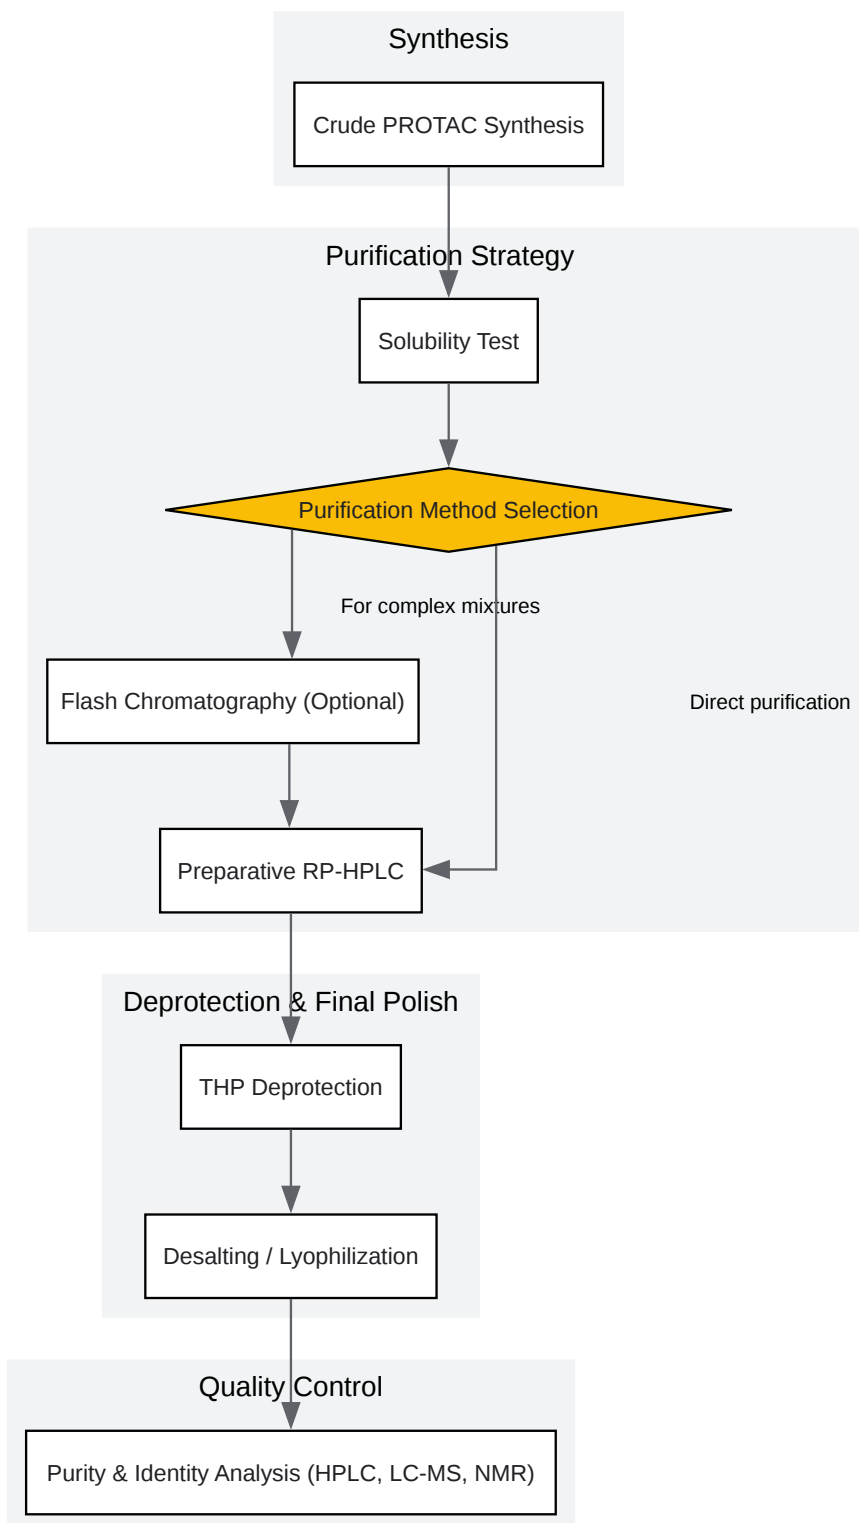 Synthesis
Crude PROTAC Synthesis
Purification Strategy
Solubility Test
Purification Method Selection
For complex mixtures
Flash Chromatography (Optional)
Direct purification
Preparative RP-HPLC
Deprotection & Final Polish
THP Deprotection
Desalting / Lyophilization
Quality Control
Purity & Identity Analysis (HPLC, LC-MS, NMR)